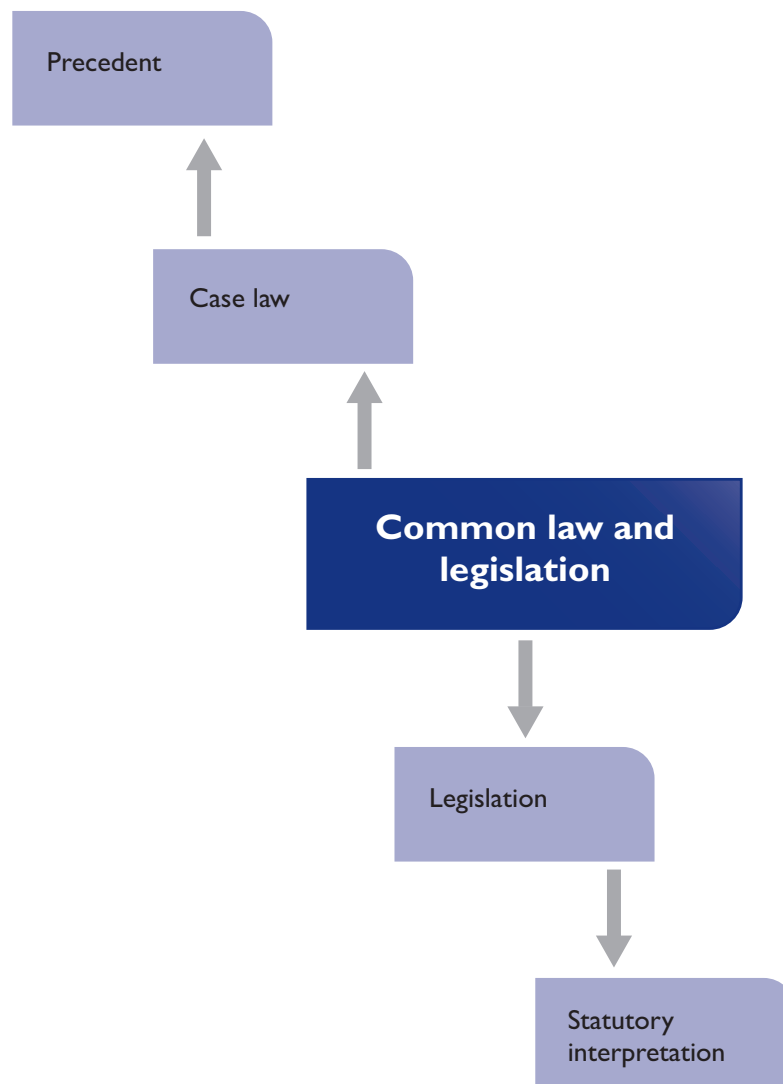 Precedent
Case law
Common law and
legislation
Legislation
Statutory
interpretation